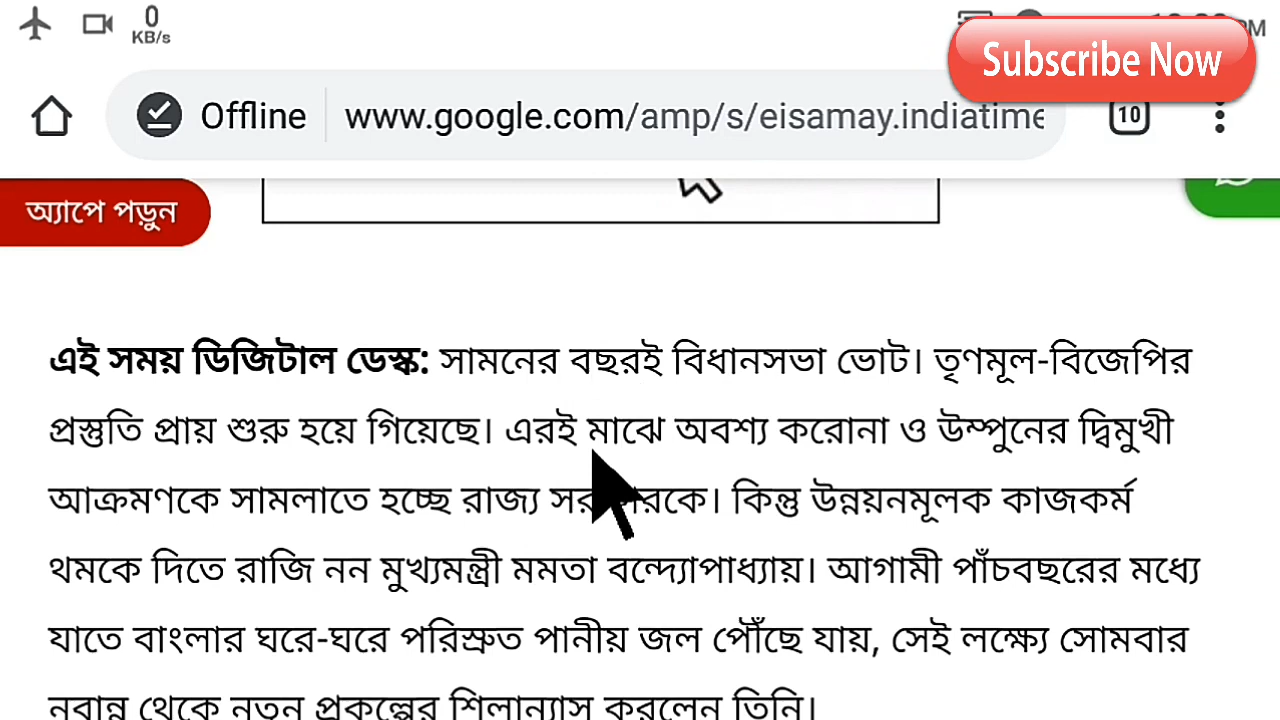 0
KB/s
PM
Subscribe Now
Offline
www.google.com/amp/s/eisamay.indiatime
10
অ্যাপে পড়ুন
এই সময় ডিজিটাল ডেস্ক: সামনের বছরই বিধানসভা ভোট। তৃণমূল-বিজেপির
প্রস্তুতি প্রায় শুরু হয়ে গিয়েছে। এরই মাঝে অবশ্য করোনা ও উম্পুনের দ্বিমুখী
আক্রমণকে সামলাতে হচ্ছে রাজ্য সরকারকে। কিন্তু উন্নয়নমূলক কাজকর্ম
থমকে দিতে রাজি নন মুখ্যমন্ত্রী মমতা বন্দ্যোপাধ্যায়। আগামী পাঁচবছরের মধ্যে
যাতে বাংলার ঘরে-ঘরে পরিস্রুত পানীয় জল পৌঁছে যায়, সেই লক্ষ্যে সোমবার
নবান্ন থেকে নতুন প্রকল্পের শিলান্যাস করলেন তিনি।